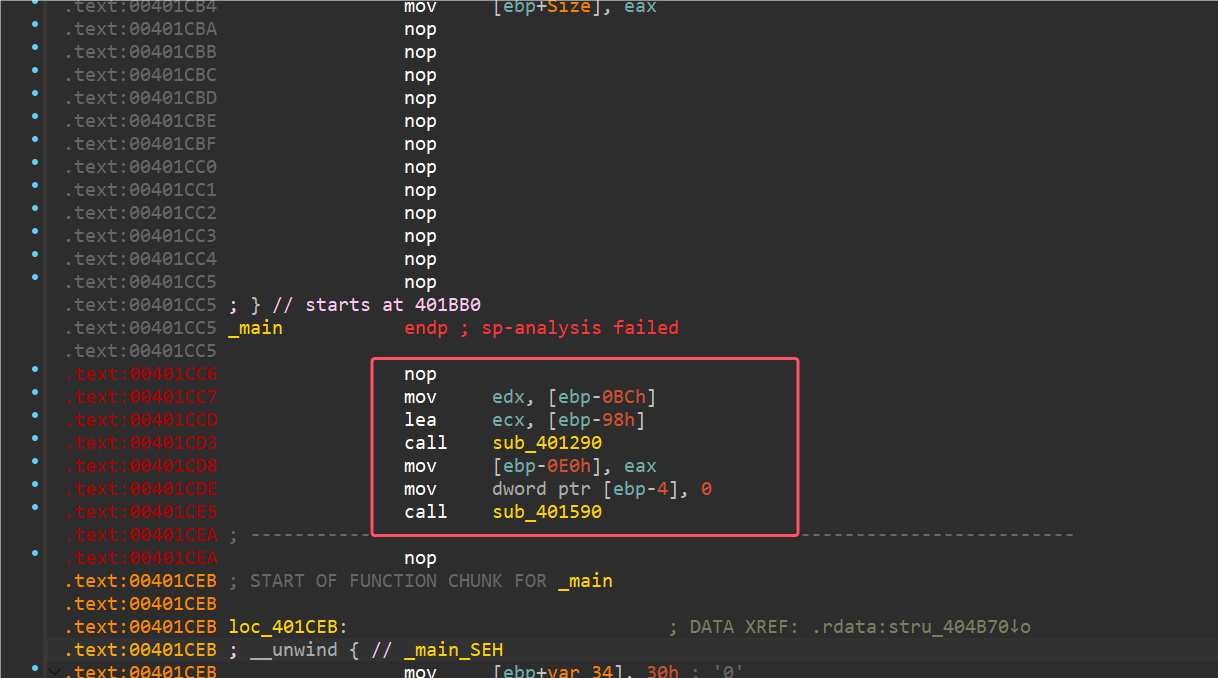 .text:00401CB4 mov [ebp+Size], eax
.text:00401CBA nop
.text:00401CBB nop
.text:00401CBC nop
.text:00401CBD nop
.text:00401CBE nop
.text:00401CBF nop
.text:00401CC0 nop
.text:00401CC1 nop
.text:00401CC2 nop
.text:00401CC3 nop
.text:00401CC4 nop
.text:00401CC5 nop
.text:00401CC5 ; } // starts at 401BB0
.text:00401CC5 _main endp ; sp-analysis failed
.text:00401CC5
.text:00401CC6 nop
.text:00401CC7 mov edx, [ebp-0BCh]
.text:00401CCD lea ecx, [ebp-98h]
.text:00401CD3 call sub_401290
.text:00401CD8 mov [ebp-0E0h], eax
.text:00401CDE mov dword ptr [ebp-4], 0
.text:00401CE5 call sub_401590
.text:00401CEA ; ---------------------------------------------------------------------------
.text:00401CEA nop
.text:00401CEB ; START OF FUNCTION CHUNK FOR _main
.text:00401CEB
.text:00401CEB loc_401CEB: ; DATA XREF: .rdata:stru_404B70↓o
.text:00401CEB ; __unwind { // _main_SEH
.text:00401CEB mov [ebp+var_34], 30h ; '0'